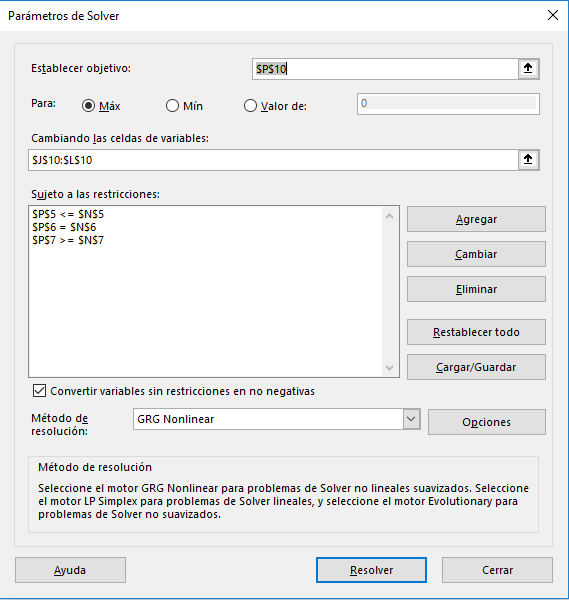 Parámetros de Solver
Establecer objetivo:
$P$10
Para:
Máx
Mín
Valor de:
0
Cambiando las celdas de variables:
$J$10:$L$10
Sujeto a las restricciones:
$P$5 <= $N$5
$P$6 = $N$6
$P$7 >= $N$7
Agregar
Cambiar
Eliminar
Restablecer todo
Cargar/Guardar
Convertir variables sin restricciones en no negativas
Método de
resolución:
GRG Nonlinear
Opciones
Método de resolución
Seleccione el motor GRG Nonlinear para problemas de Solver no lineales suavizados. Seleccione
el motor LP Simplex para problemas de Solver lineales, y seleccione el motor Evolutionary para
problemas de Solver no suavizados.
Ayuda
Resolver
Cerrar